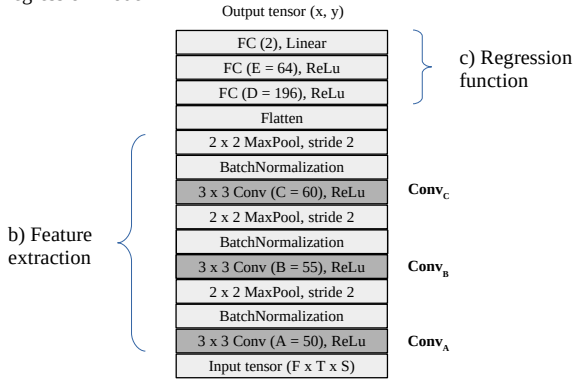 Output tensor (x, y)
FC (2), Linear
FC (E = 64), ReLu
FC (D = 196), ReLu
c) Regression
function
Flatten
2 x 2 MaxPool, stride 2
BatchNormalization
3 x 3 Conv (C = 60), ReLu
Conv_C
2 x 2 MaxPool, stride 2
BatchNormalization
b) Feature
extraction
3 x 3 Conv (B = 55), ReLu
Conv_B
2 x 2 MaxPool, stride 2
BatchNormalization
3 x 3 Conv (A = 50), ReLu
Conv_A
Input tensor (F x T x S)